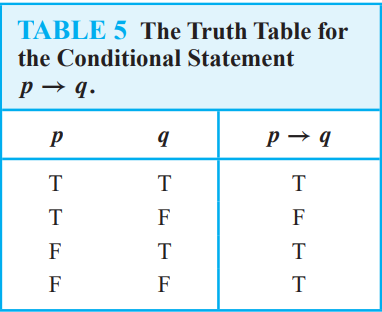 TABLE 5 The Truth Table for
the Conditional Statement
p → q.
p q p → q
T T T
T F F
F T T
F F T